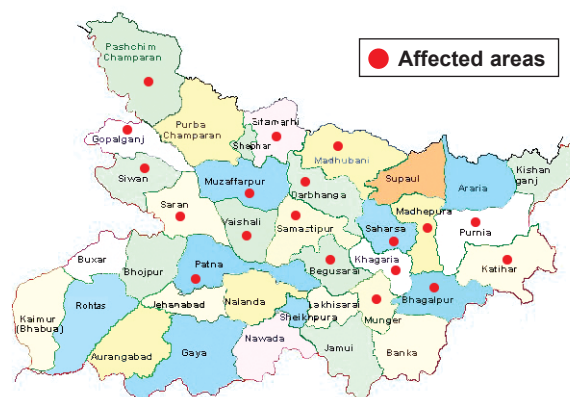 Affected areas
Pashchim
Champaran
Purba
Champaran
Sitamarhi
Gopalganj
Sheohar
Madhubani
Siwan
Muzaffarpur
Darbhanga
Supaul
Araria
Kishan
ganj
Saran
Vaishali
Samaztipur
Madhepura
Saharsa
Purnia
Khagaria
Buxar
Bhojpur
Patna
Begusarai
Katihar
Kaimur
(Bhabua)
Rohtas
Jehanabad
Nalanda
Lakhisarai
Bhagalpur
Sheikhpura
Munger
Aurangabad
Gaya
Nawada
Jamui
Banka